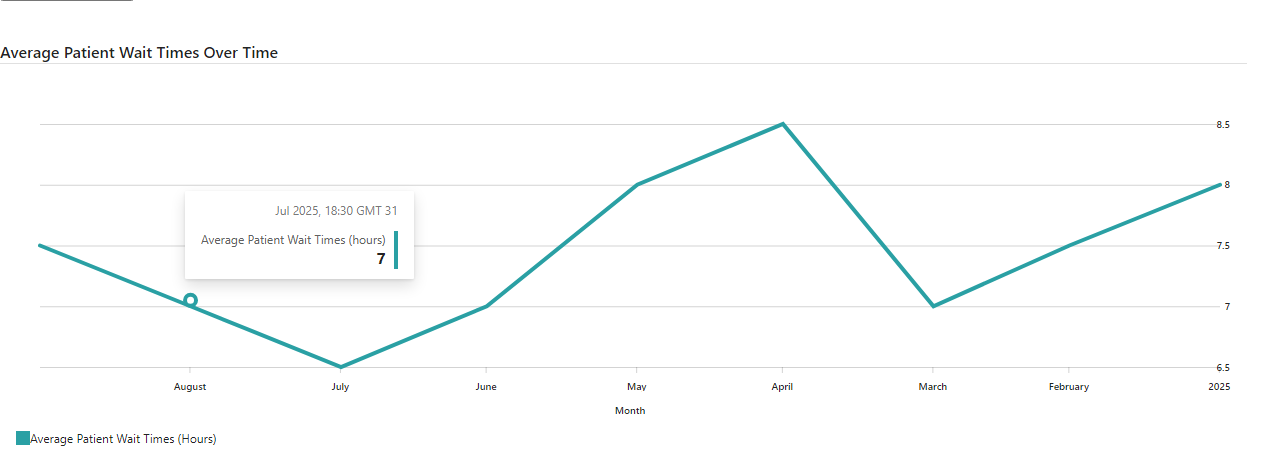 Average Patient Wait Times Over Time
8.5
8
Jul 2025, 18:30 GMT 31
Average Patient Wait Times (hours)
7
7.5
7
6.5
August July June May April March February 2025
Month
Average Patient Wait Times (Hours)